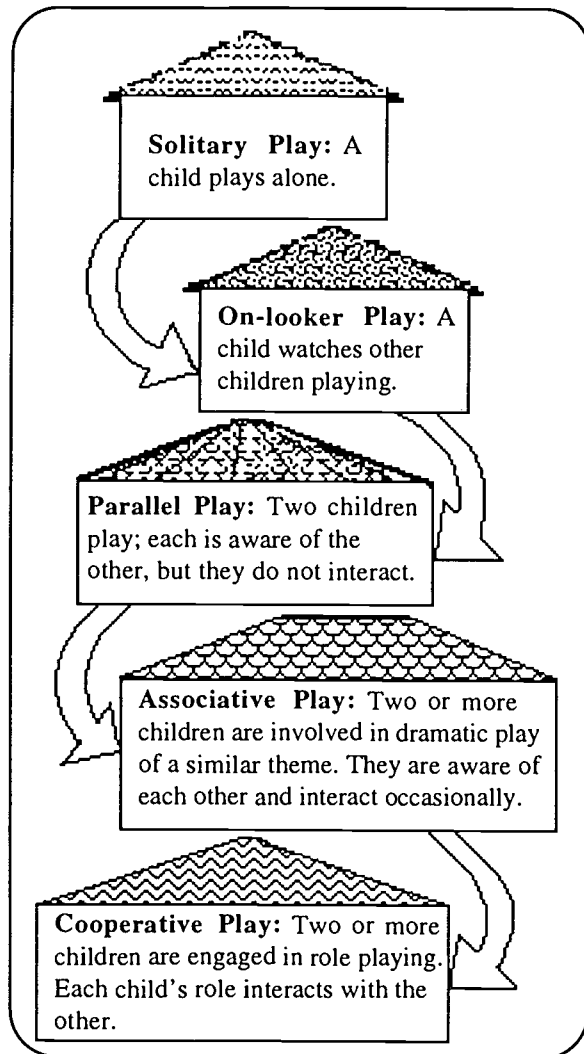 Solitary Play: A
child plays alone.
On-looker Play: A
child watches other
children playing.
Parallel Play: Two children
play; each is aware of the
other, but they do not interact.
Associative Play: Two or more
children are involved in dramatic play
of a similar theme. They are aware of
each other and interact occasionally.
Cooperative Play: Two or more
children are engaged in role playing.
Each child's role interacts with the
other.